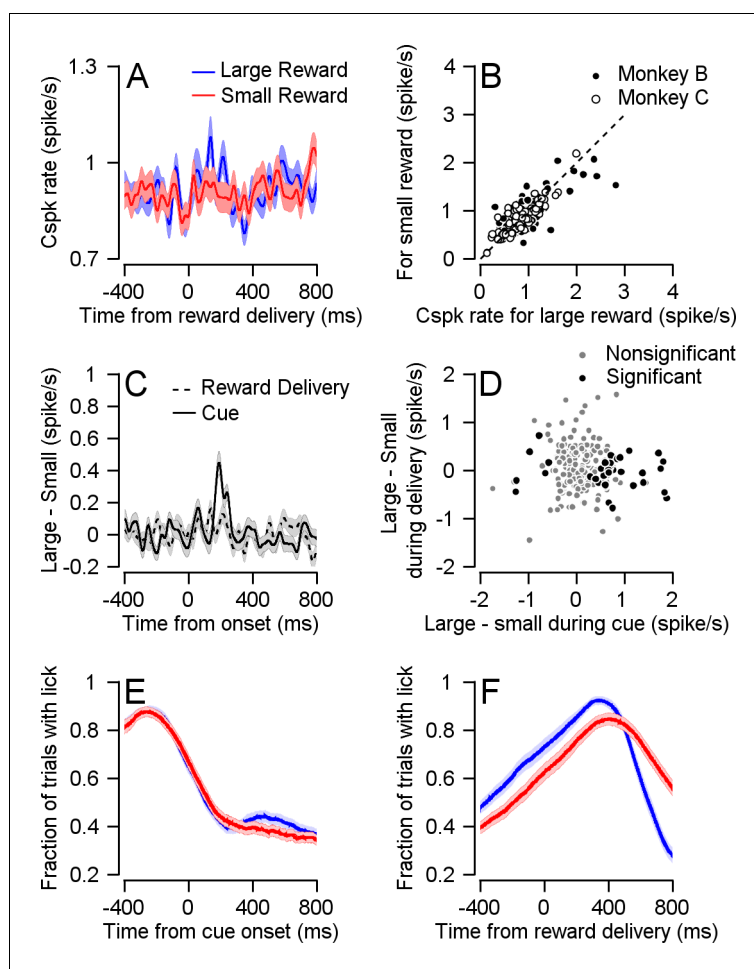 A
Large Reward
Small Reward
Cspk rate (spike/s)
1.3
1
0.7
-400 0 400 800
Time from reward delivery (ms)
B
Monkey B
Monkey C
For small reward (spike/s)
4
3
2
1
0
0 1 2 3 4
Cspk rate for large reward (spike/s)
C
Reward Delivery
Cue
Large - Small (spike/s)
1
0.8
0.6
0.4
0.2
0
-0.2
-400 0 400 800
Time from onset (ms)
D
Nonsignificant
Significant
Large - Small
during delivery (spike/s)
2
1
0
-1
-2
-2 -1 0 1 2
Large - small during cue (spike/s)
E
Fraction of trials with lick
1
0.8
0.6
0.4
0.2
-400 0 400 800
Time from cue onset (ms)
F
Fraction of trials with lick
1
0.8
0.6
0.4
0.2
-400 0 400 800
Time from reward delivery (ms)